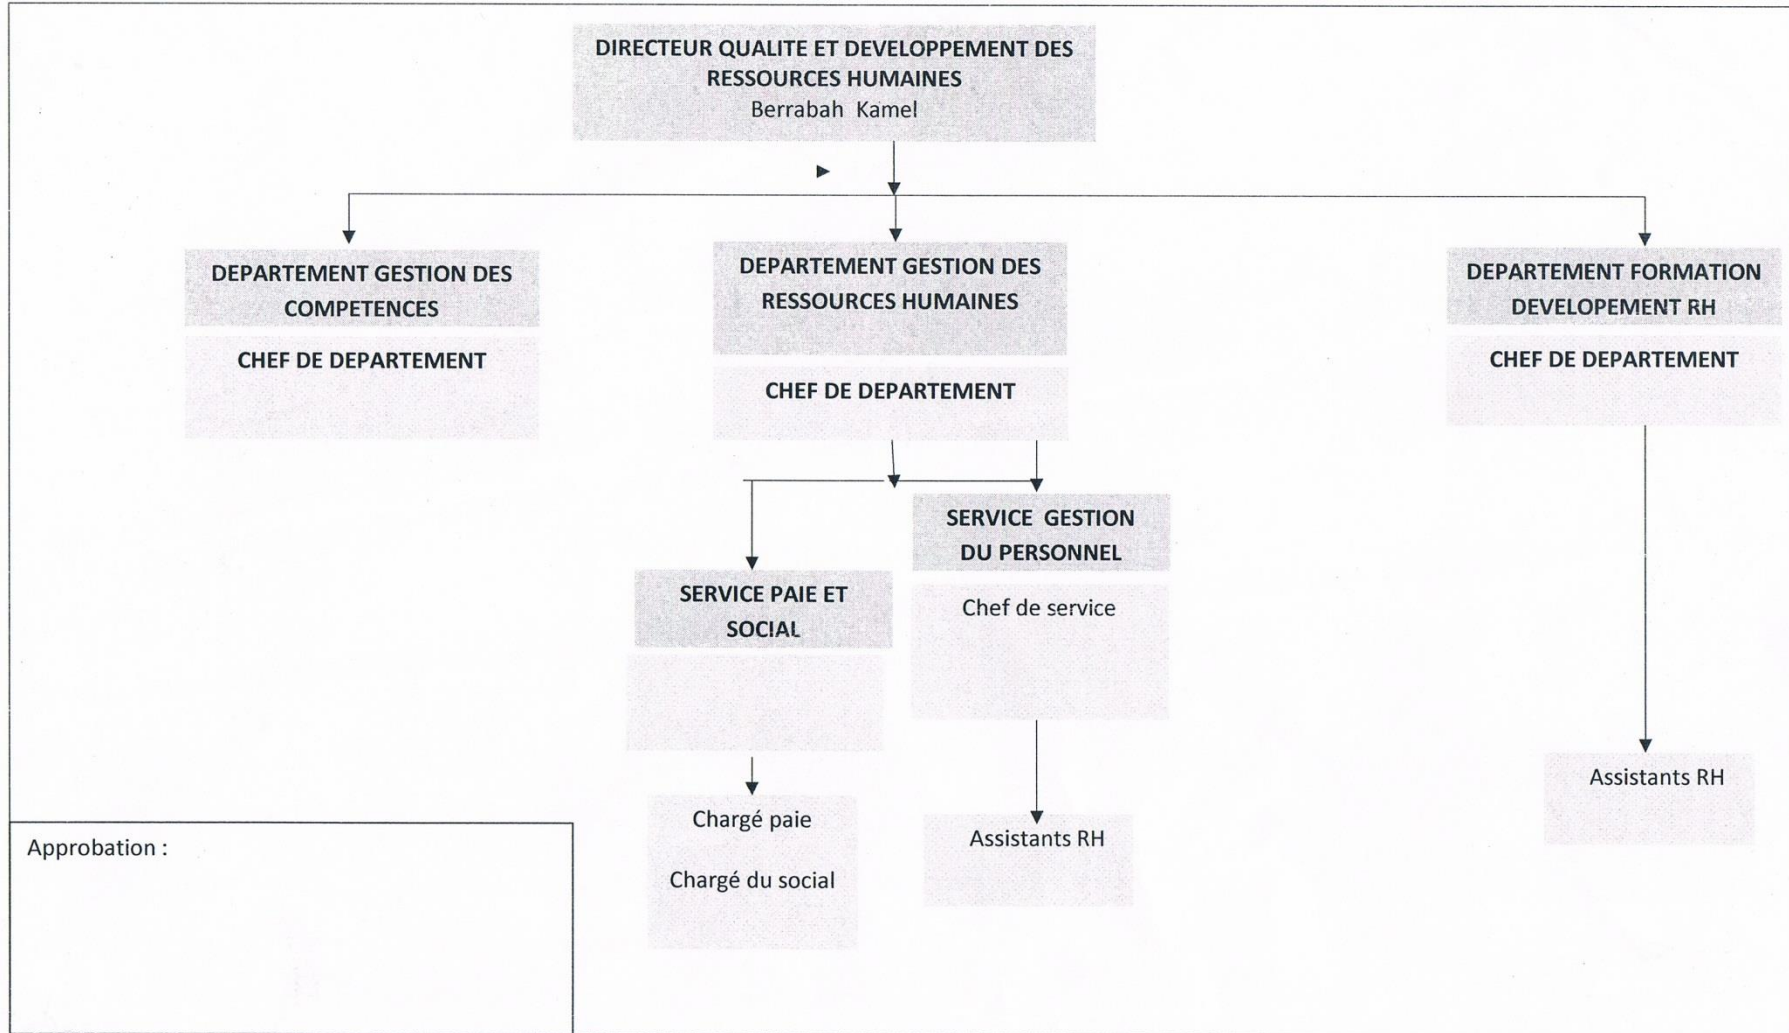 DIRECTEUR QUALITE ET DEVELOPPEMENT DES
RESSOURCES HUMAINES
Berrabah Kamel
DEPARTEMENT GESTION DES
COMPETENCES
CHEF DE DEPARTEMENT
DEPARTEMENT GESTION DES
RESSOURCES HUMAINES
CHEF DE DEPARTEMENT
DEPARTEMENT FORMATION
DEVELOPEMENT RH
CHEF DE DEPARTEMENT
SERVICE PAIE ET
SOCIAL
SERVICE GESTION
DU PERSONNEL
Chef de service
Chargé paie
Chargé du social
Assistants RH
Assistants RH
Approbation :